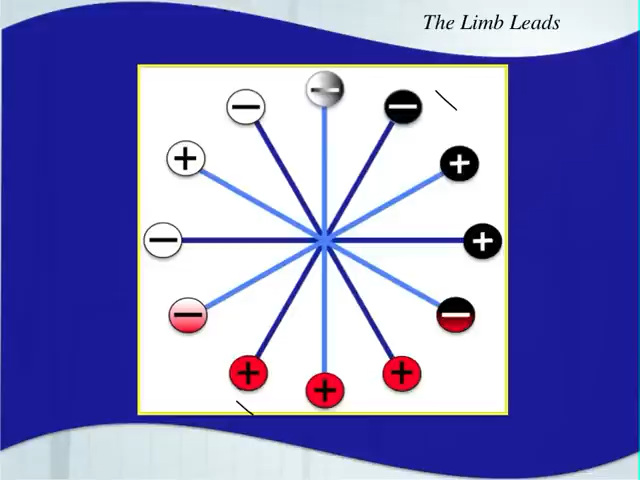 The Limb Leads
− − −
+ +
− +
− −
+ + +